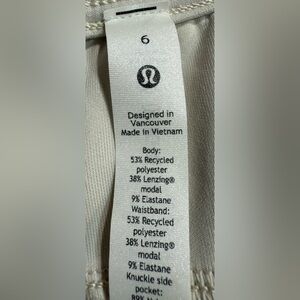 6
Designed in
Vancouver
Made in Vietnam
Body:
53% Recycled
polyester
38% Lenzing®
modal
9% Elastane
Waistband:
53% Recycled
polyester
38% Lenzing®
modal
9% Elastane
Knuckle side
pocket: